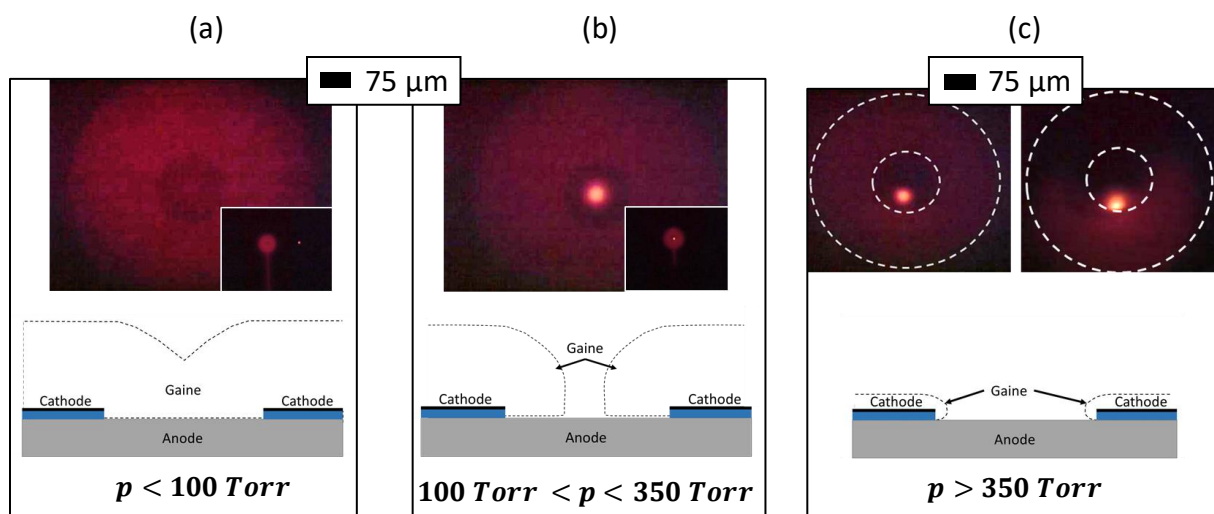 (a)
(b)
(c)
75 µm
75 µm
Gaine
Cathode
Cathode
Anode
p < 100 Torr
Gaine
Cathode
Cathode
Anode
100 Torr < p < 350 Torr
Gaine
Cathode
Cathode
Anode
p > 350 Torr